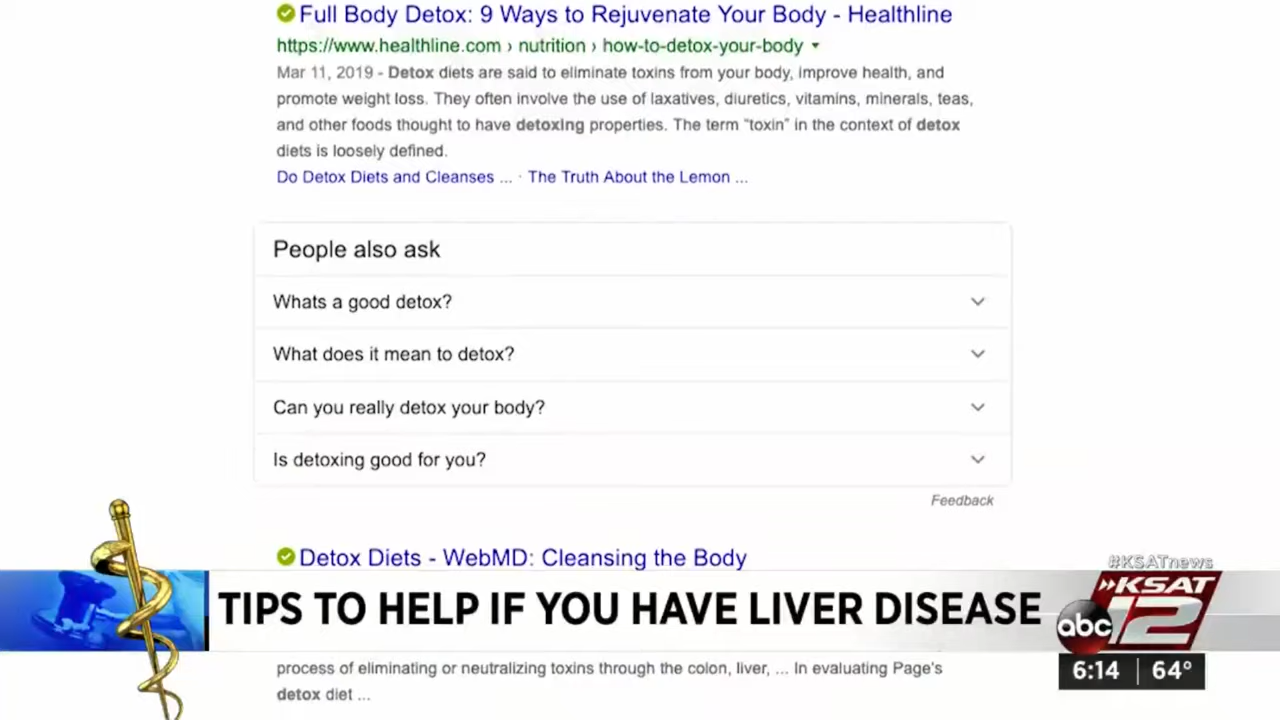 Full Body Detox: 9 Ways to Rejuvenate Your Body - Healthline
https://www.healthline.com › nutrition › how-to-detox-your-body
Mar 11, 2019 - Detox diets are said to eliminate toxins from your body, improve health, and
promote weight loss. They often involve the use of laxatives, diuretics, vitamins, minerals, teas,
and other foods thought to have detoxing properties. The term “toxin” in the context of detox
diets is loosely defined.
Do Detox Diets and Cleanses ... · The Truth About the Lemon ...
People also ask
Whats a good detox?
What does it mean to detox?
Can you really detox your body?
Is detoxing good for you?
Feedback
Detox Diets - WebMD: Cleansing the Body
#KSATnews
TIPS TO HELP IF YOU HAVE LIVER DISEASE
KSAT
abc 12
process of eliminating or neutralizing toxins through the colon, liver, ... In evaluating Page's
detox diet ...
6:14 64°